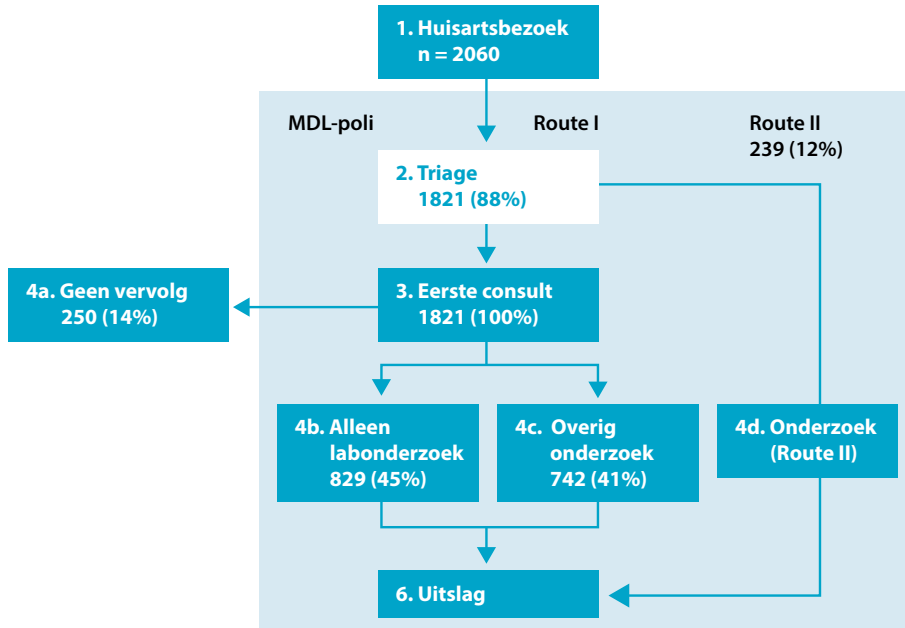 1. Huisartsbezoek
n = 2060
MDL-poli
Route I
Route II
239 (12%)
2. Triage
1821 (88%)
4a. Geen vervolg
250 (14%)
3. Eerste consult
1821 (100%)
4b. Alleen
labonderzoek
829 (45%)
4c. Overig
onderzoek
742 (41%)
4d. Onderzoek
(Route II)
6. Uitslag